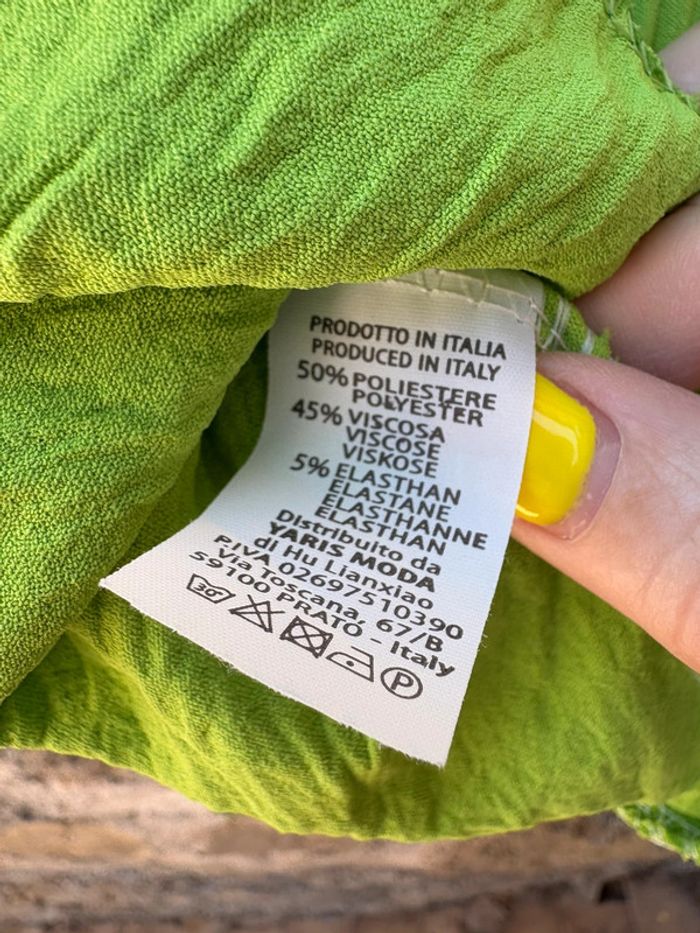 PRODOTTO IN ITALIA
PRODUCED IN ITALY
50% POLIESTERE
POLYESTER
45% VISCOSA
VISCOSE
VISKOSE
5% ELASTHAN
ELASTANE
ELASTHANNE
ELASTHAN
Distribuito da
YARIS MODA
di Hu Lianxiao
P.IVA 02697510390
Via Toscana, 67/B
59100 PRATO - Italy
30° P